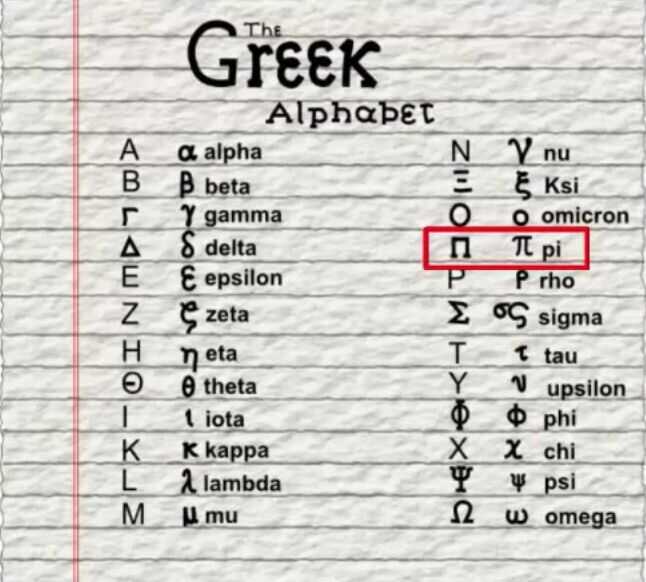 The
Greek
Alphabet
Α α alpha
Β β beta
Γ γ gamma
Δ δ delta
Ε ε epsilon
Ζ ζ zeta
Η η eta
Θ θ theta
Ι ι iota
Κ κ kappa
L λ lambda
Μ μ mu
Ν ν nu
Ξ ξ Ksi
Ο ο omicron
Π π pi
Ρ ρ rho
Σ σς sigma
Τ τ tau
Υ υ upsilon
Φ φ phi
Χ χ chi
Ψ ψ psi
Ω ω omega